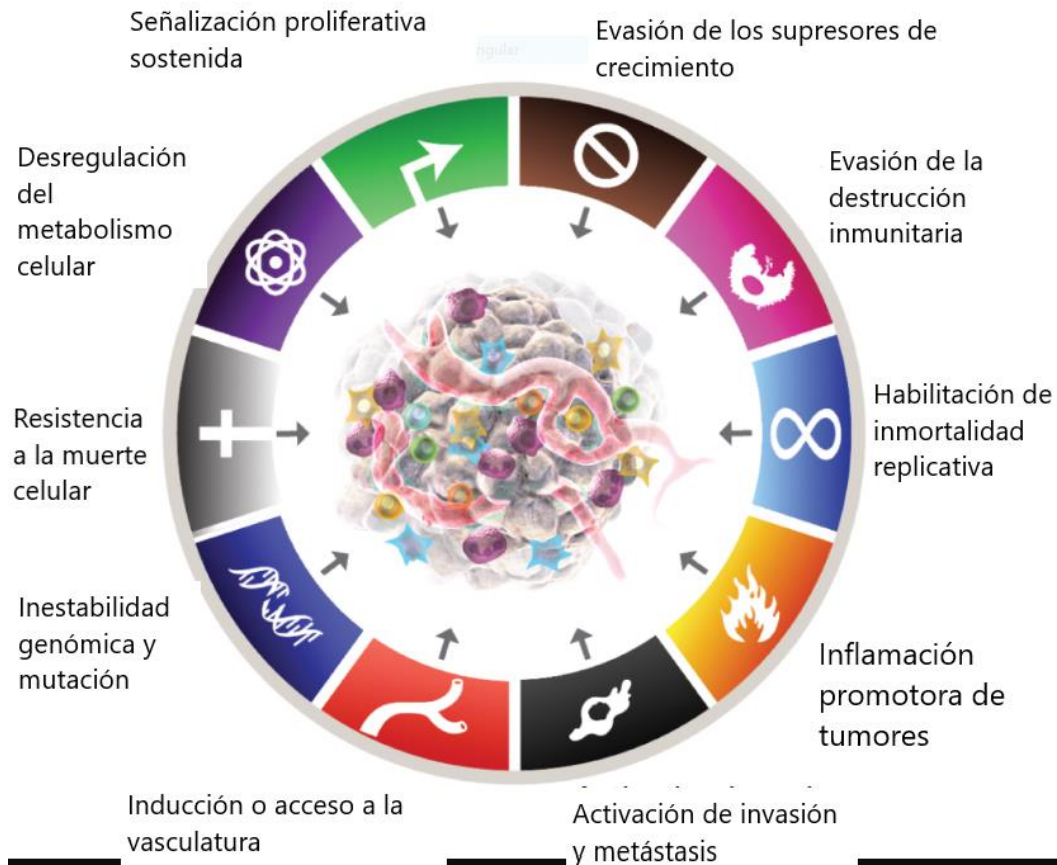 Señalización proliferativa
sostenida
Evasión de los supresores de
crecimiento
Desregulación
del
metabolismo
celular
Evasión de la
destrucción
inmunitaria
Resistencia
a la muerte
celular
Habilitación de
inmortalidad
replicativa
Inestabilidad
genómica y
mutación
Inflamación
promotora de
tumores
Inducción o acceso a la
vasculatura
Activación de invasión
y metástasis